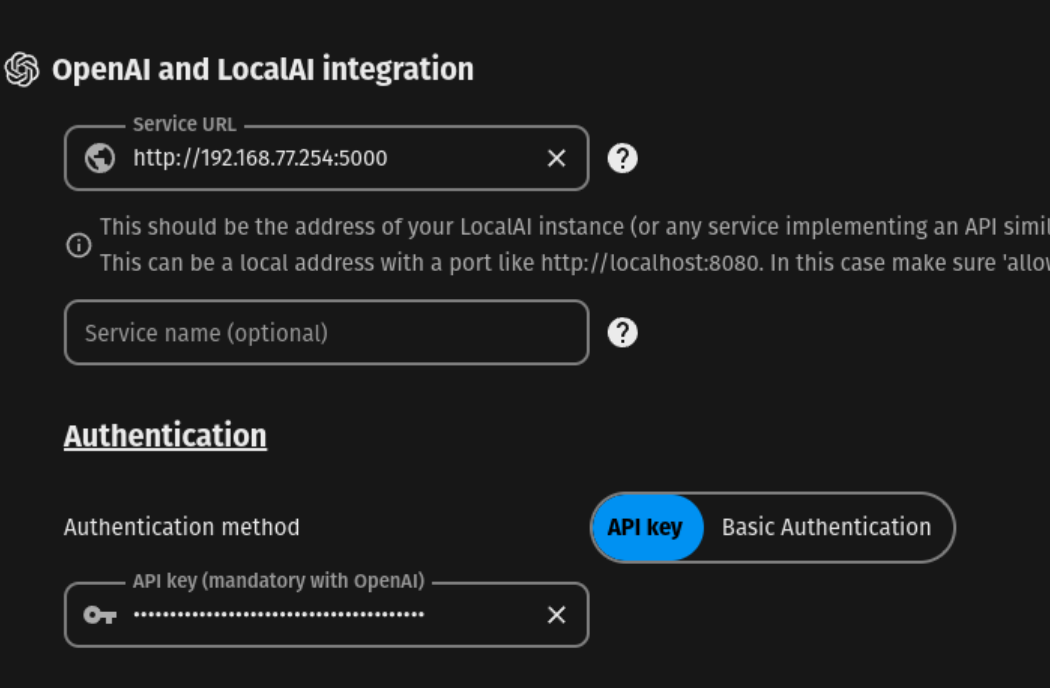 OpenAI and LocalAI integration
Service URL
http://192.168.77.254:5000
This should be the address of your LocalAI instance (or any service implementing an API simil
This can be a local address with a port like http://localhost:8080. In this case make sure 'allow
Service name (optional)
Authentication
Authentication method
API key
Basic Authentication
API key (mandatory with OpenAI)